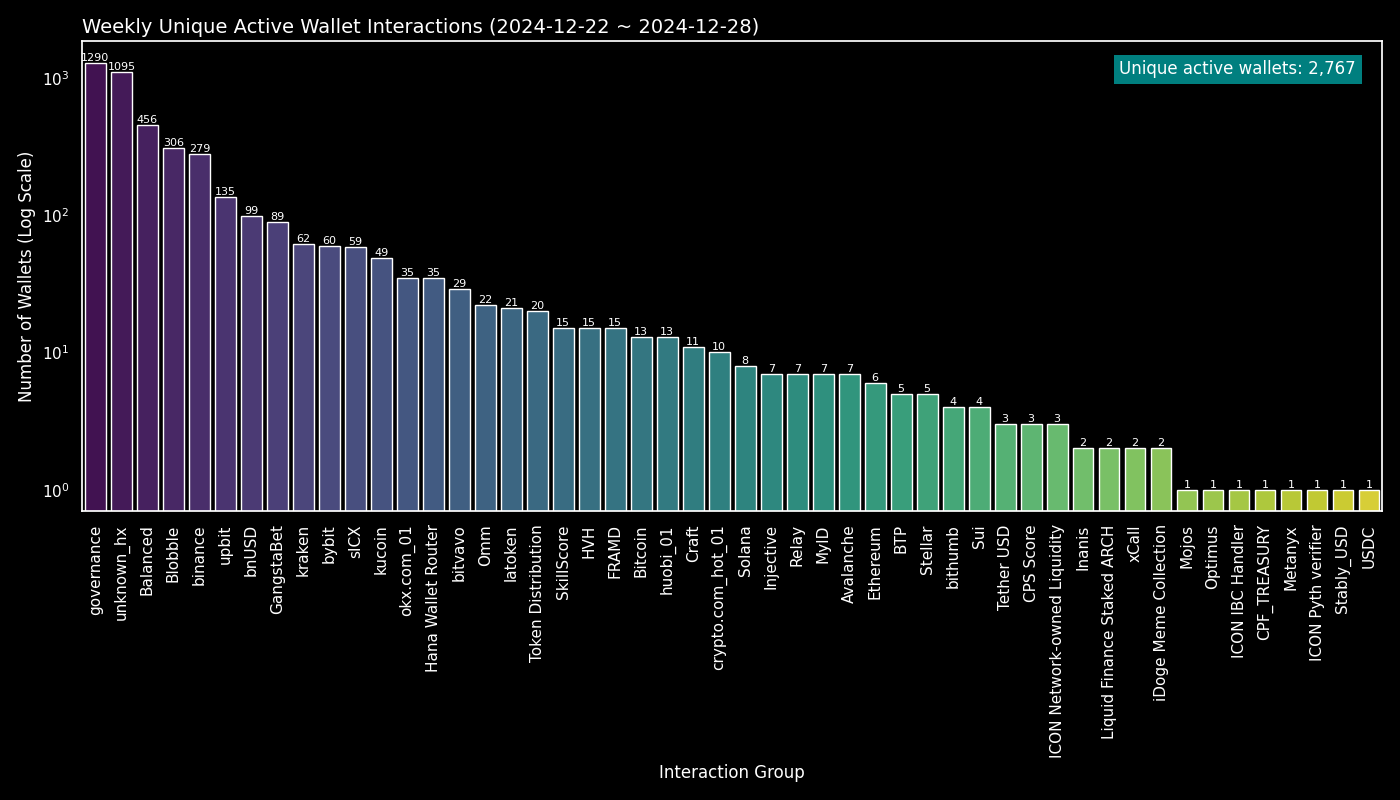 Weekly Unique Active Wallet Interactions (2024-12-22 ~ 2024-12-28)
Unique active wallets: 2,767
Number of Wallets (Log Scale)
10³
10²
10¹
10⁰
1290
1095
456
306
279
135
99
89
62
60
59
49
35
35
29
22
21
20
15
15
15
13
13
11
10
8
7
7
7
7
6
5
5
4
4
3
3
3
2
2
2
2
1
1
1
1
1
1
1
1
governance
unknown_hx
Balanced
Blobble
binance
upbit
bnUSD
GangstaBet
kraken
bybit
sICX
kucoin
okx.com_01
Hana Wallet Router
bitvavo
Omm
latoken
Token Distribution
SkillScore
HVH
FRAMD
Bitcoin
huobi_01
Craft
crypto.com_hot_01
Solana
Injective
Relay
MyID
Avalanche
Ethereum
BTP
Stellar
bithumb
Sui
Tether USD
CPS Score
ICON Network-owned Liquidity
Inanis
Liquid Finance Staked ARCH
xCall
iDoge Meme Collection
Mojos
Optimus
ICON IBC Handler
CPF_TREASURY
Metanyx
ICON Pyth verifier
Stably_USD
USDC
Interaction Group